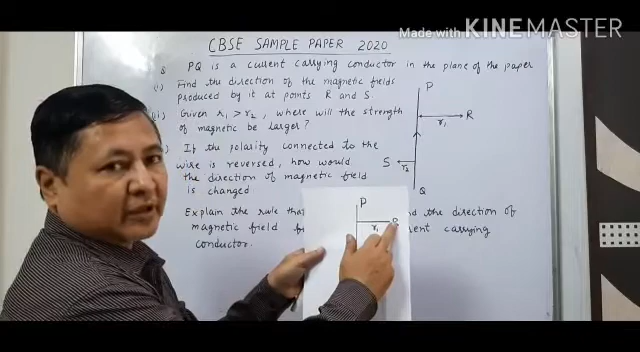 Made with KINEMASTER
CBSE SAMPLE PAPER 2020
Q PQ is a current carrying conductor in the plane of the paper
(i) Find the direction of the magnetic fields
produced by it at points R and S.
(ii) Given r1 > r2, where will the strength
of magnetic be larger?
If the polarity connected to the
wire is reversed, how would
the direction of magnetic field
is changed
Explain the rule tha
the direction of
magnetic field
current carrying
conductor.
P
R
r1
S
r2
Q
P
r1